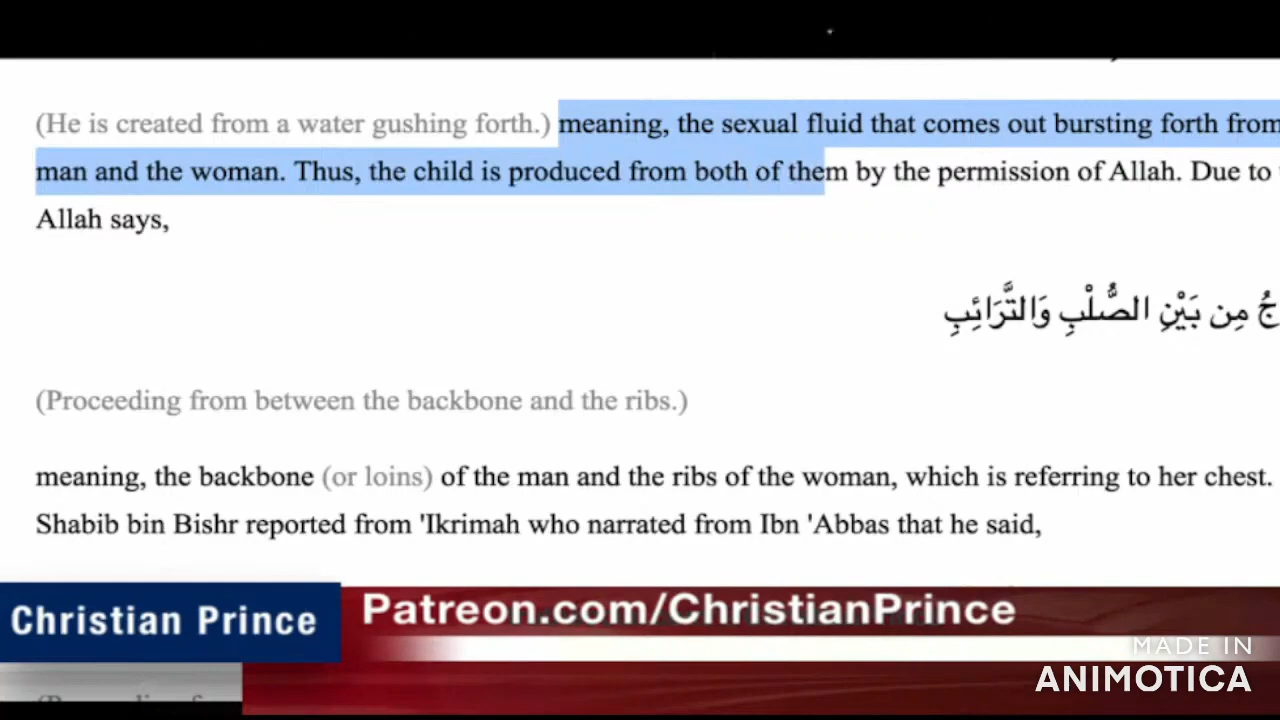 (He is created from a water gushing forth.) meaning, the sexual fluid that comes out bursting forth from
man and the woman. Thus, the child is produced from both of them by the permission of Allah. Due to
Allah says,
مِن بَيْنِ الصُّلْبِ وَالتَّرَائِبِ
(Proceeding from between the backbone and the ribs.)
meaning, the backbone (or loins) of the man and the ribs of the woman, which is referring to her chest.
Shabib bin Bishr reported from 'Ikrimah who narrated from Ibn 'Abbas that he said,
Christian Prince
Patreon.com/ChristianPrince
MADE IN
ANIMOTICA